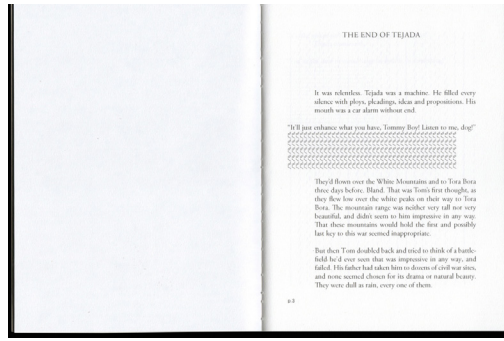 THE END OF TEJADA
It was relentless. Tejada was a machine. He filled every
silence with ploys, pleadings, ideas and propositions. His
mouth was a car alarm without end.
"It'll just enhance what you have, Tommy Boy! Listen to me, dog!"
They'd flown over the White Mountains and to Tora Bora
three days before. Bland. That was Tom's first thought, as
they flew low over the white peaks on their way to Tora
Bora. The mountain range was neither very tall nor very
beautiful, and didn't seem to him impressive in any way.
That these mountains would hold the first and possibly
last key to this war seemed inappropriate.
But then Tom doubled back and tried to think of a battle-
field he'd ever seen that was impressive in any way, and
failed. His father had taken him to dozens of civil war sites,
and none seemed chosen for its drama or natural beauty.
They were dull as rain, every one of them.